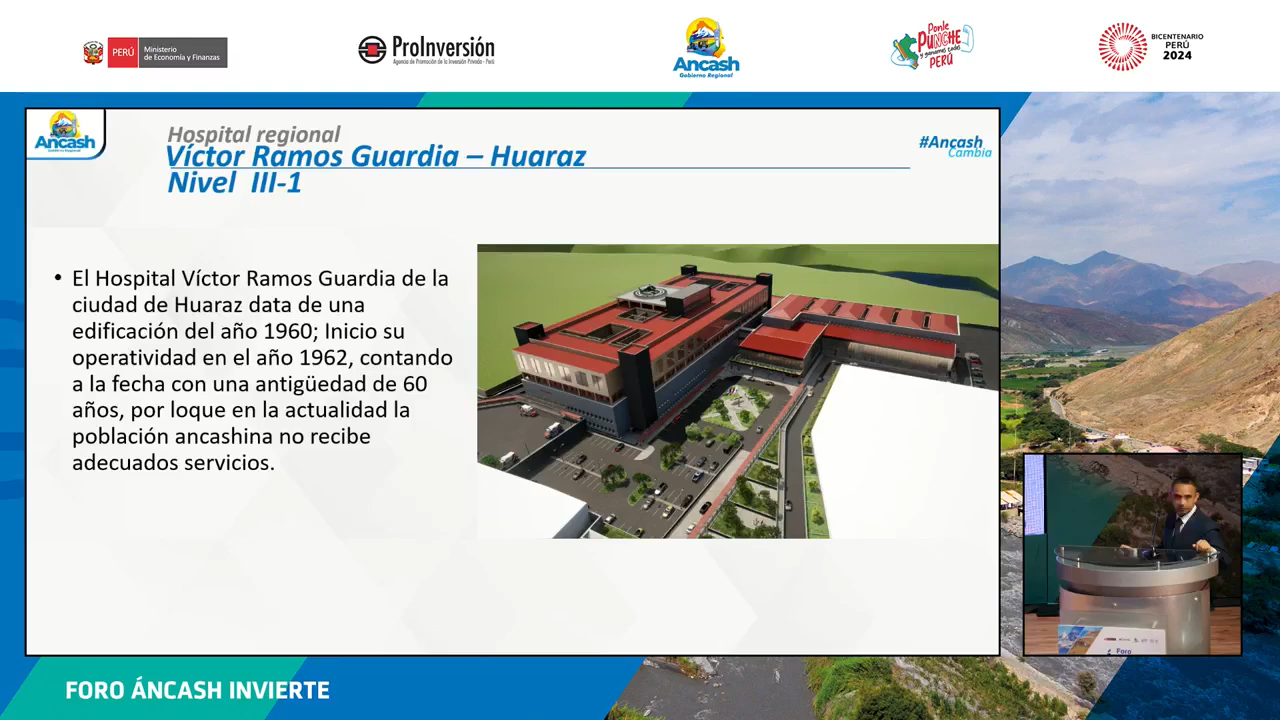 PERÚ
Ministerio
de Economía y Finanzas
ProInversión
Agencia de Promoción de la Inversión Privada - Perú
Ancash
Gobierno Regional
Ponle
PUNCHE
y ganamos todos
PERÚ
BICENTENARIO
PERÚ
2024
Ancash
Hospital regional
Víctor Ramos Guardia – Huaraz
Nivel III-1
#Ancash
Cambia
• El Hospital Víctor Ramos Guardia de la
ciudad de Huaraz data de una
edificación del año 1960; Inicio su
operatividad en el año 1962, contando
a la fecha con una antigüedad de 60
años, por loque en la actualidad la
población ancashina no recibe
adecuados servicios.
Foro
FORO ÁNCASH INVIERTE